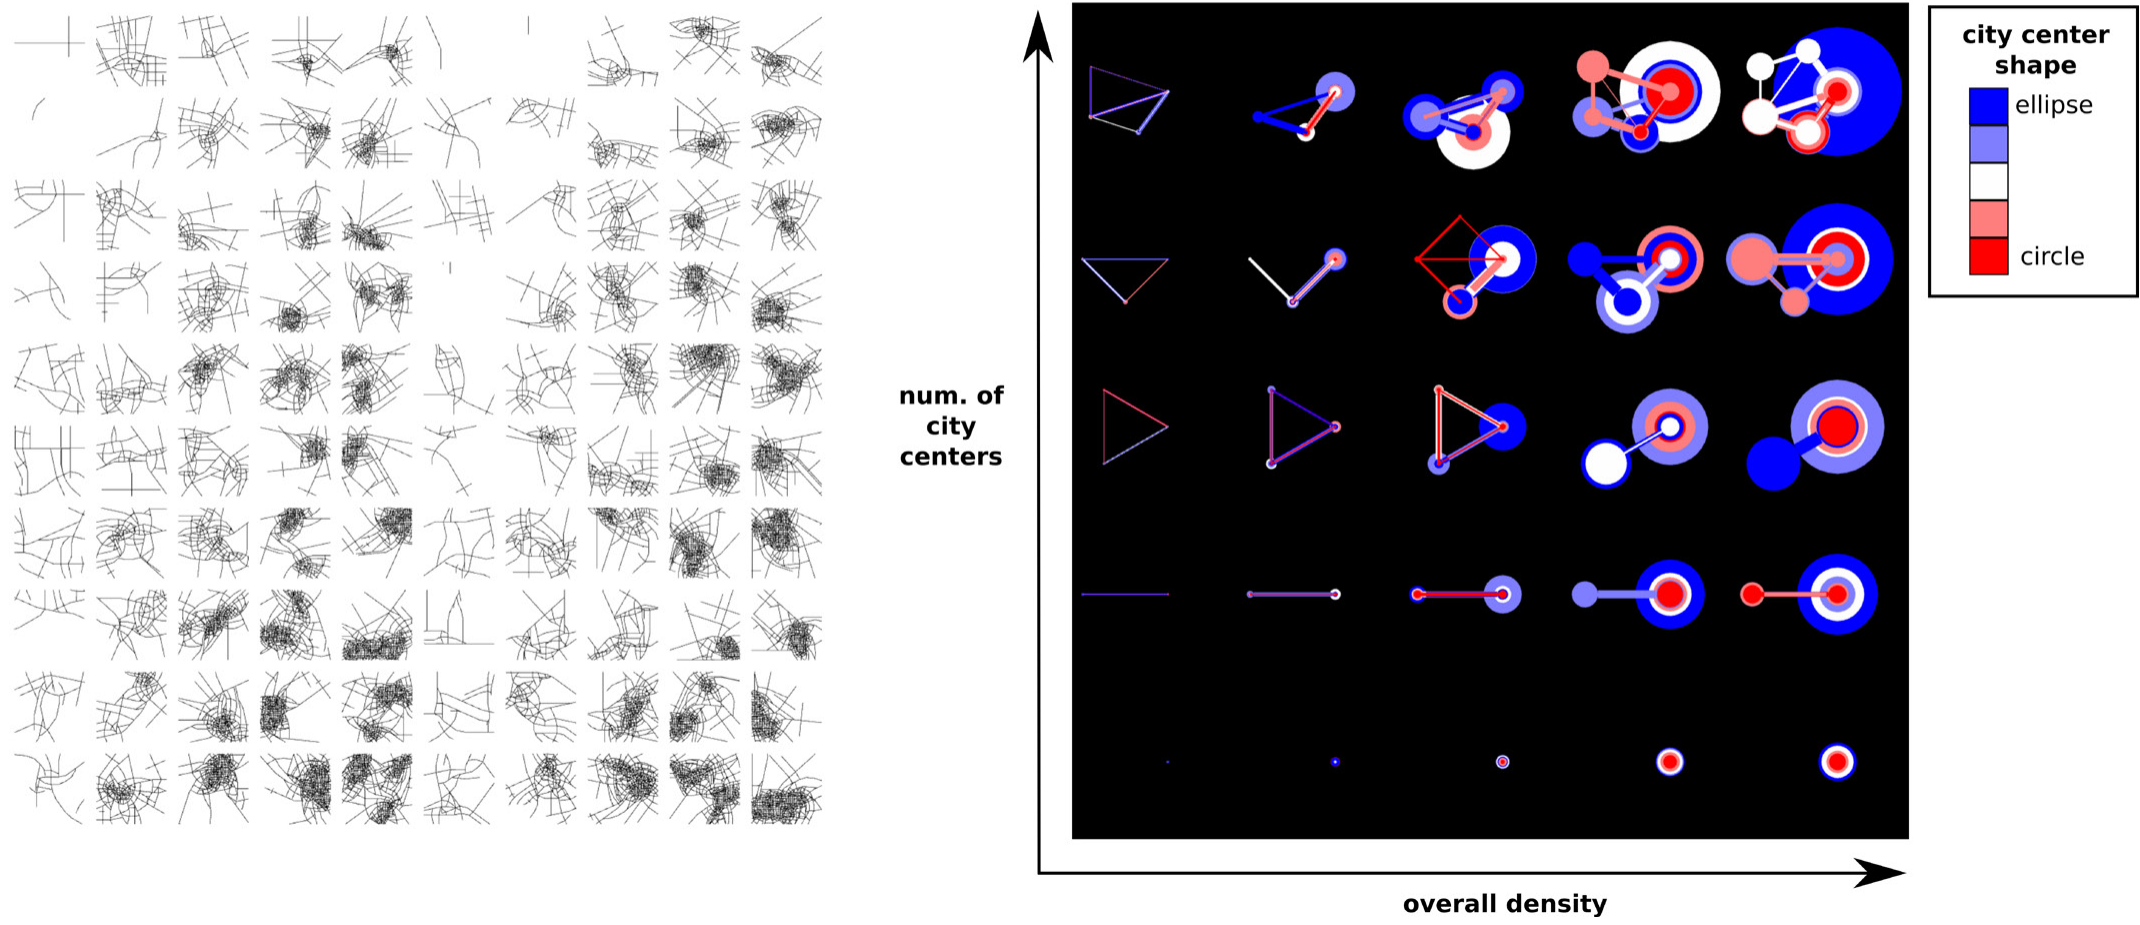 num. of
city
centers
overall density
city center
shape
ellipse
circle